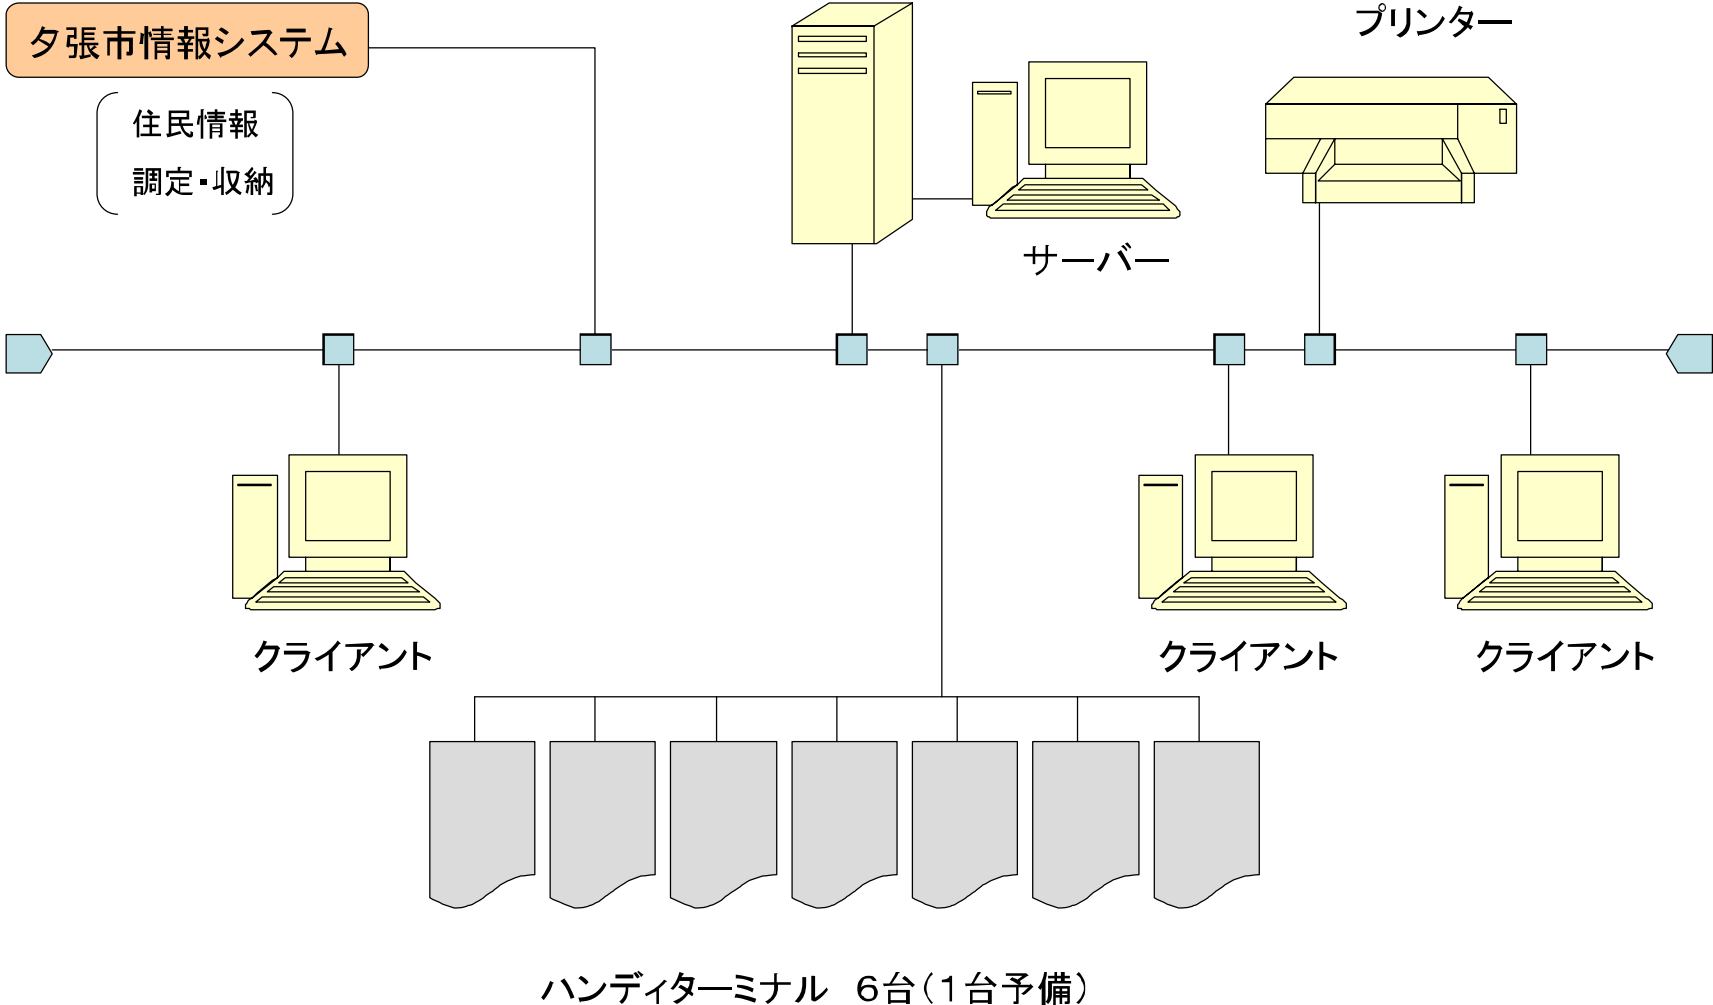 夕張市情報システム
住民情報
調定・収納
プリンター
サーバー
クライアント
クライアント
クライアント
ハンディターミナル　６台（１台予備）